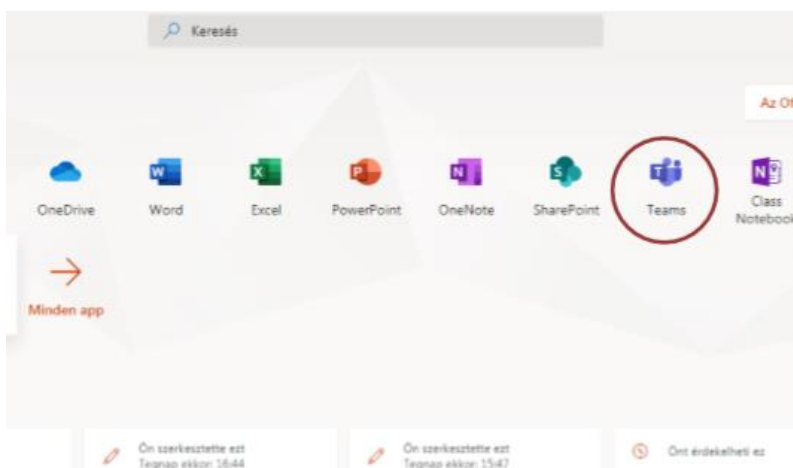 Keresés
Az Of
OneDrive
Word
Excel
PowerPoint
OneNote
SharePoint
Teams
Class
Notebook
Minden app
Ön szerkesztette ezt
Tegnap ekkor: 16:44
Ön szerkesztette ezt
Tegnap ekkor: 15:47
Önt érdekelheti ez